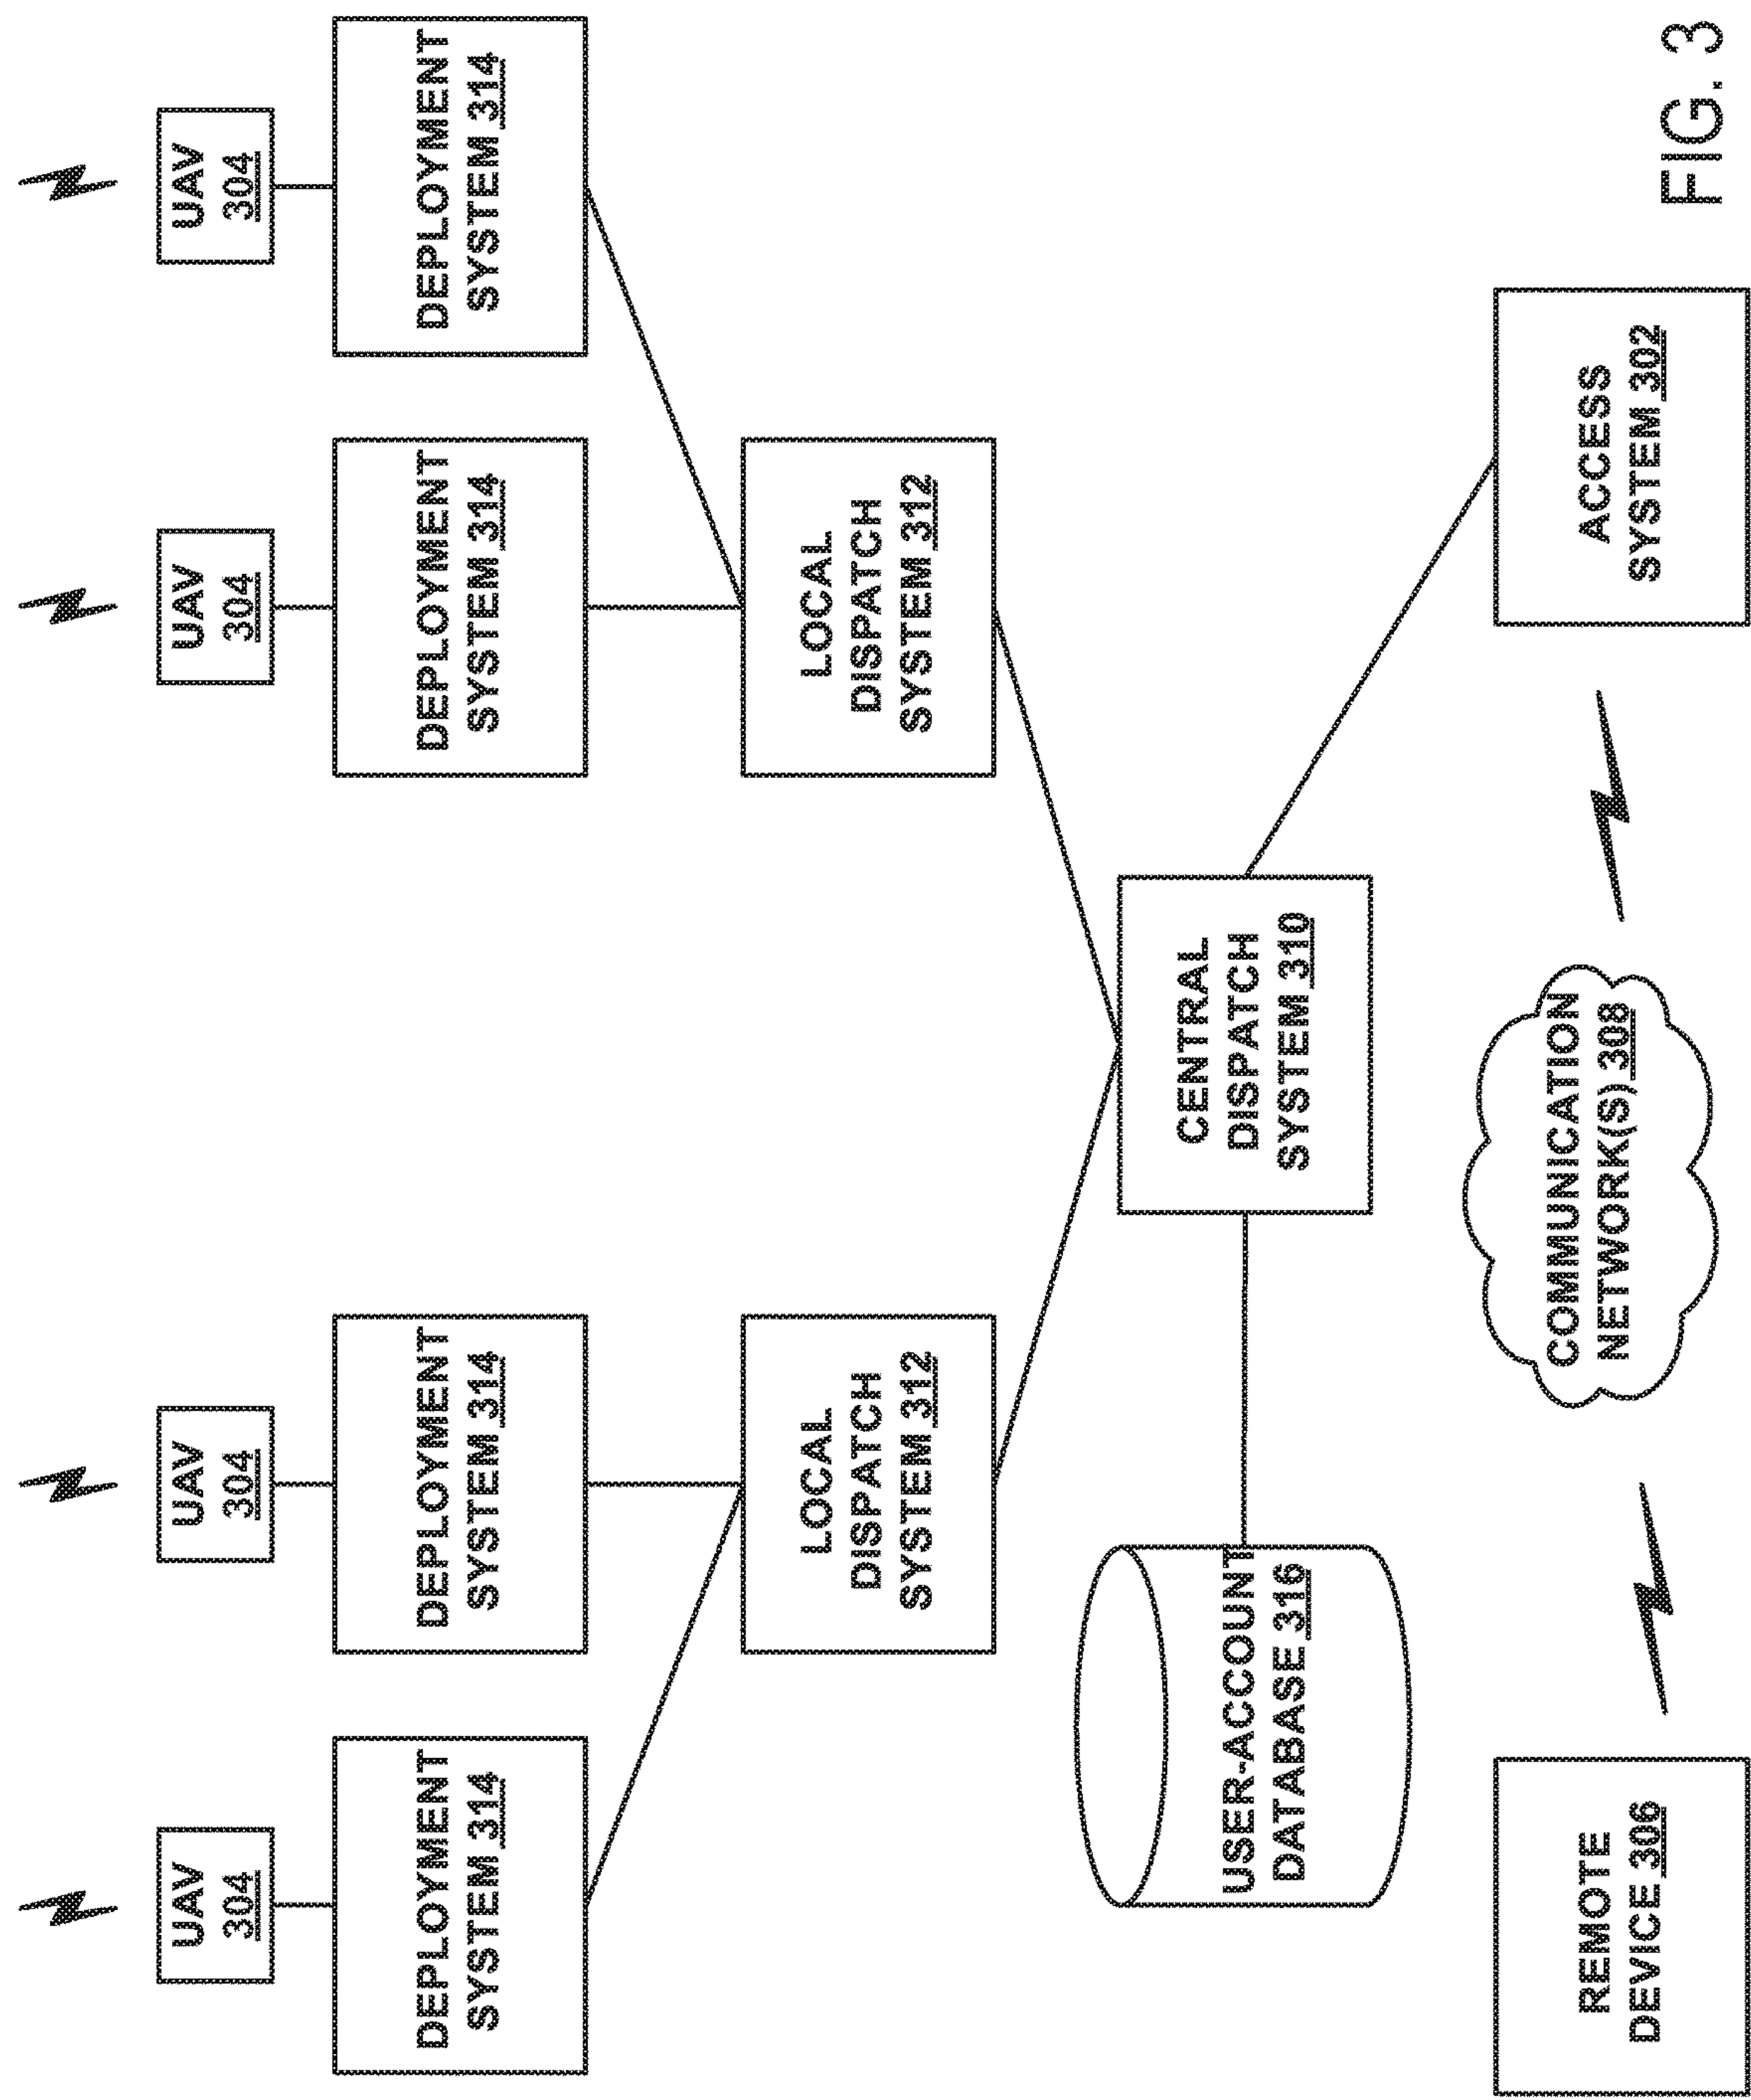 UAV
304
UAV
304
UAV
304
UAV
304
DEPLOYMENT
SYSTEM 314
DEPLOYMENT
SYSTEM 314
DEPLOYMENT
SYSTEM 314
DEPLOYMENT
SYSTEM 314
LOCAL
DISPATCH
SYSTEM 312
LOCAL
DISPATCH
SYSTEM 312
USER-ACCOUNT
DATABASE 316
CENTRAL
DISPATCH
SYSTEM 310
REMOTE
DEVICE 306
COMMUNICATION
NETWORK(S) 308
ACCESS
SYSTEM 302
FIG. 3